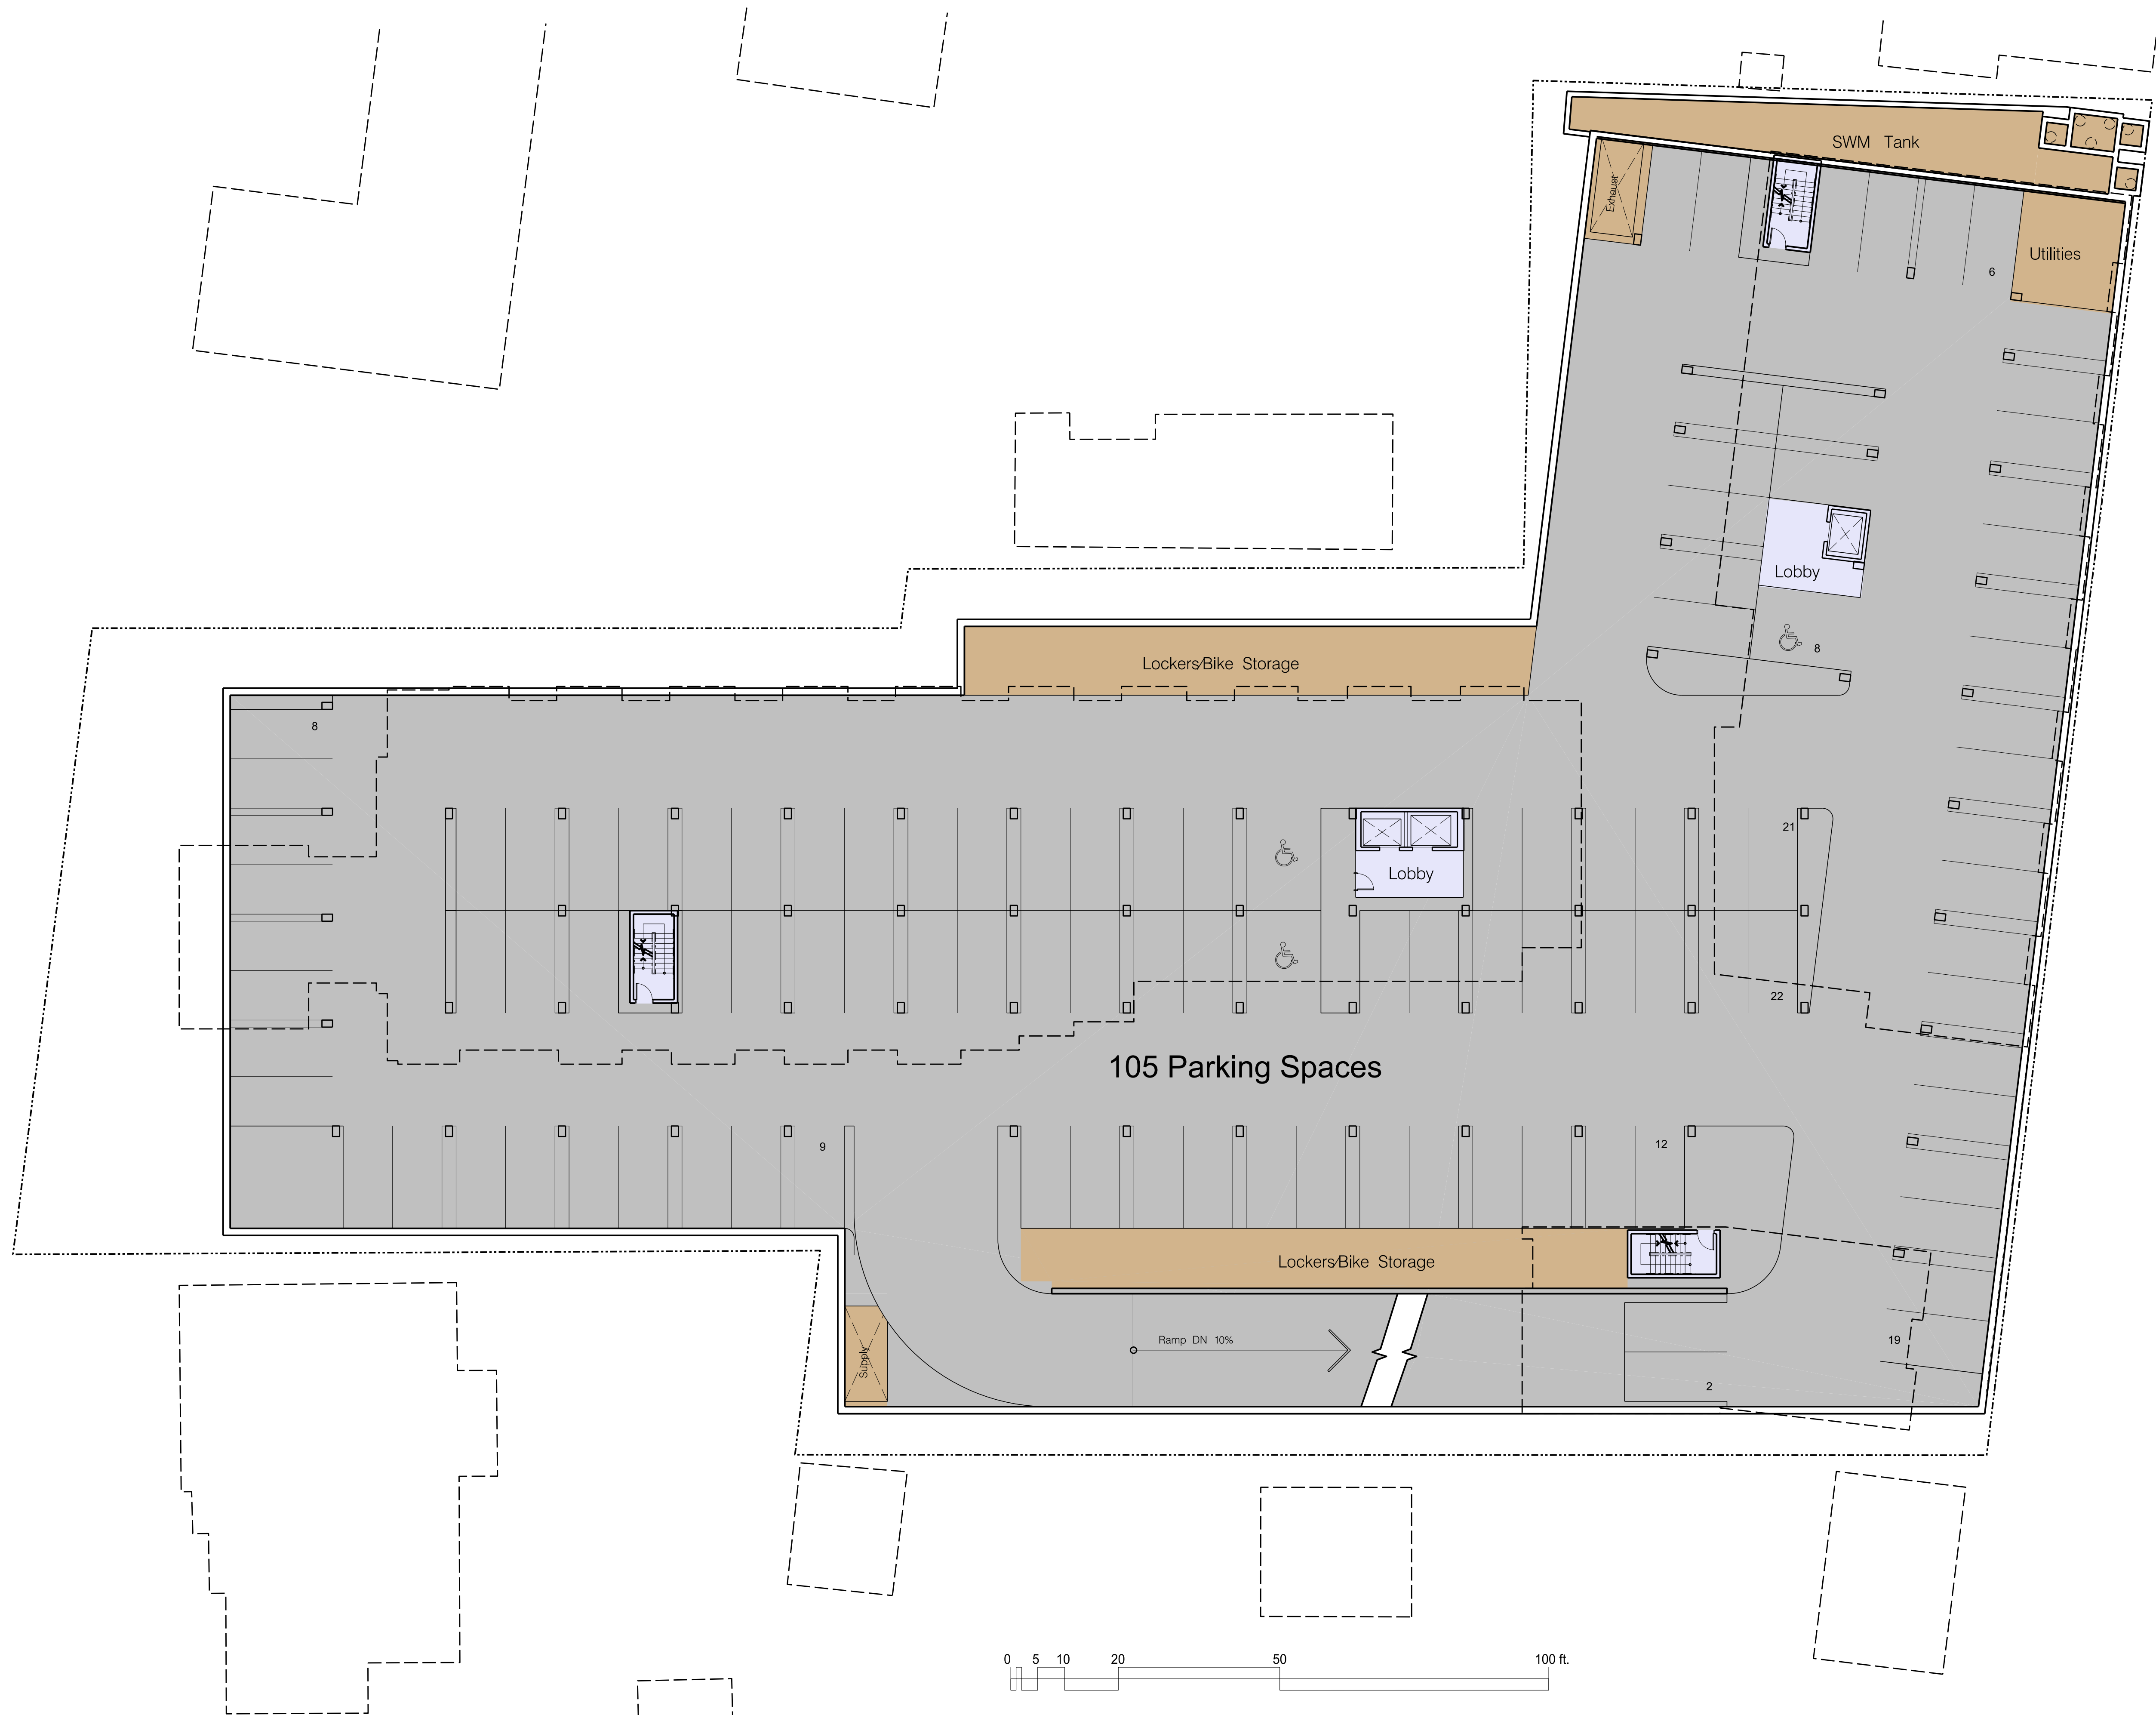 SWM Tank
Exhaust
Utilities
6
Lobby
8
Lockers/Bike Storage
8
21
Lobby
22
105 Parking Spaces
9
12
Lockers/Bike Storage
Ramp DN 10%
19
Supply
2
0 5 10 20 50 100 ft.